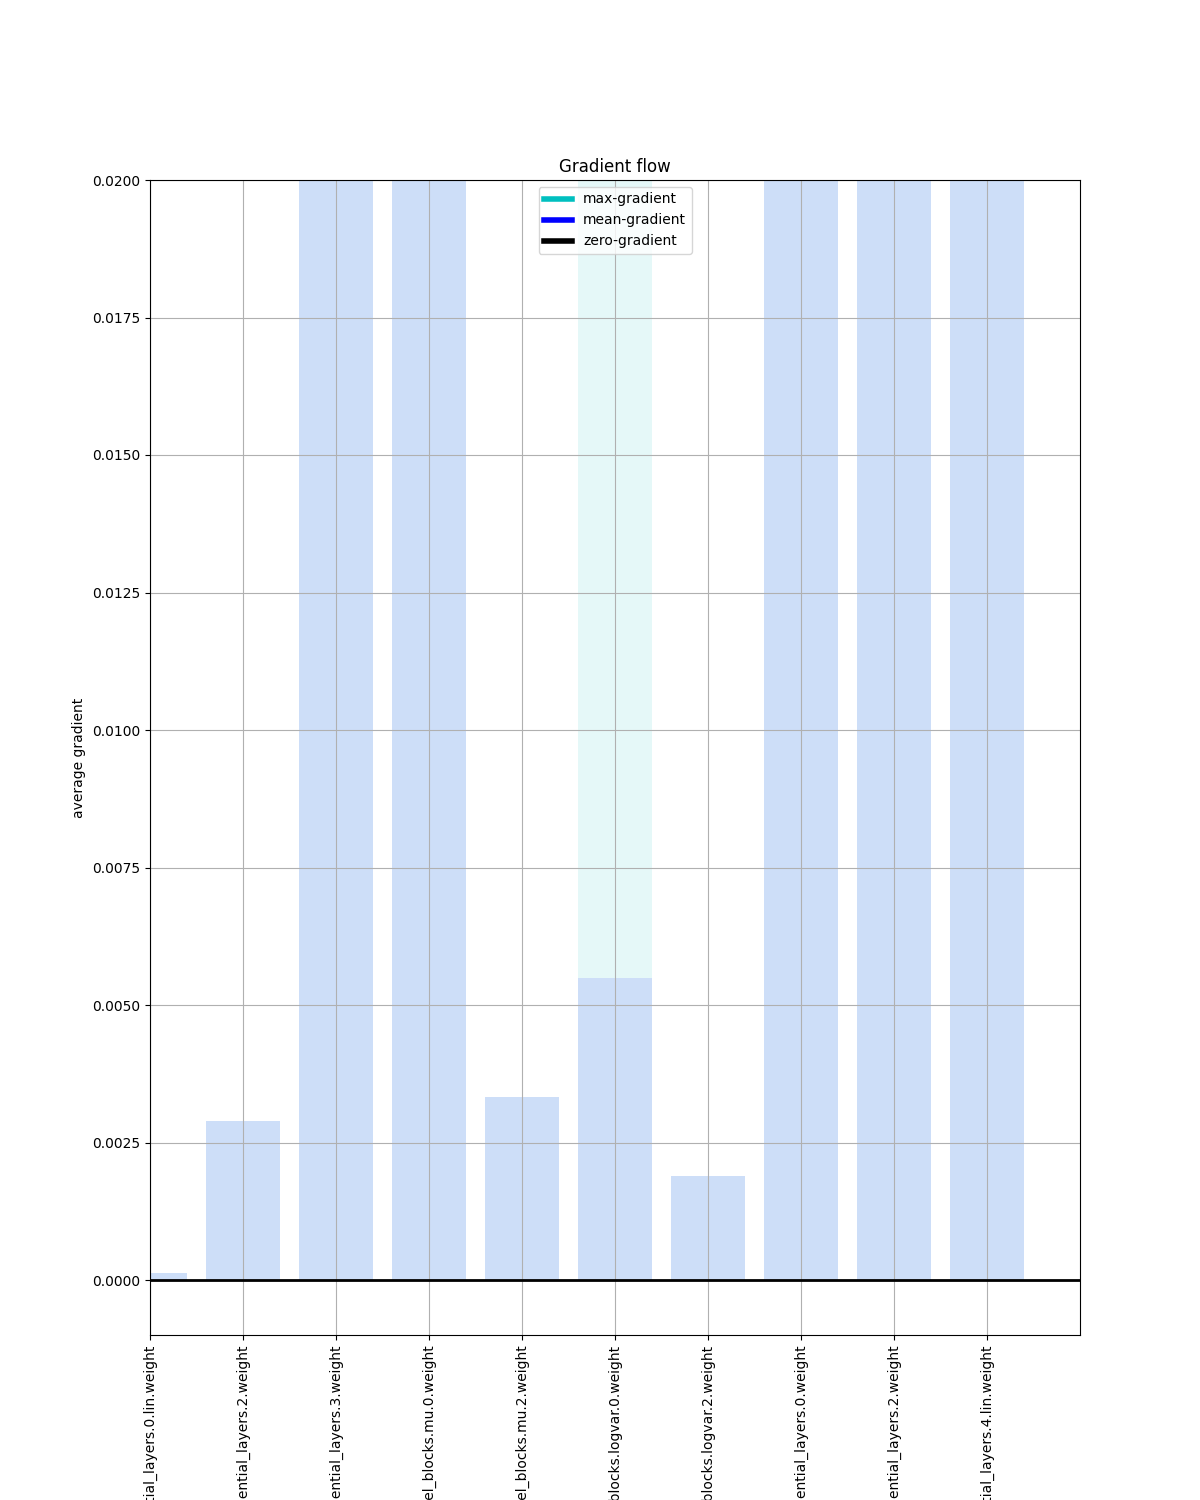 Gradient flow
max-gradient
mean-gradient
zero-gradient
0.0200
0.0175
0.0150
0.0125
0.0100
0.0075
0.0050
0.0025
0.0000
average gradient
tial_layers.0.lin.weight
ential_layers.2.weight
ential_layers.3.weight
el_blocks.mu.0.weight
el_blocks.mu.2.weight
blocks.logvar.0.weight
blocks.logvar.2.weight
ential_layers.0.weight
ential_layers.2.weight
tial_layers.4.lin.weight